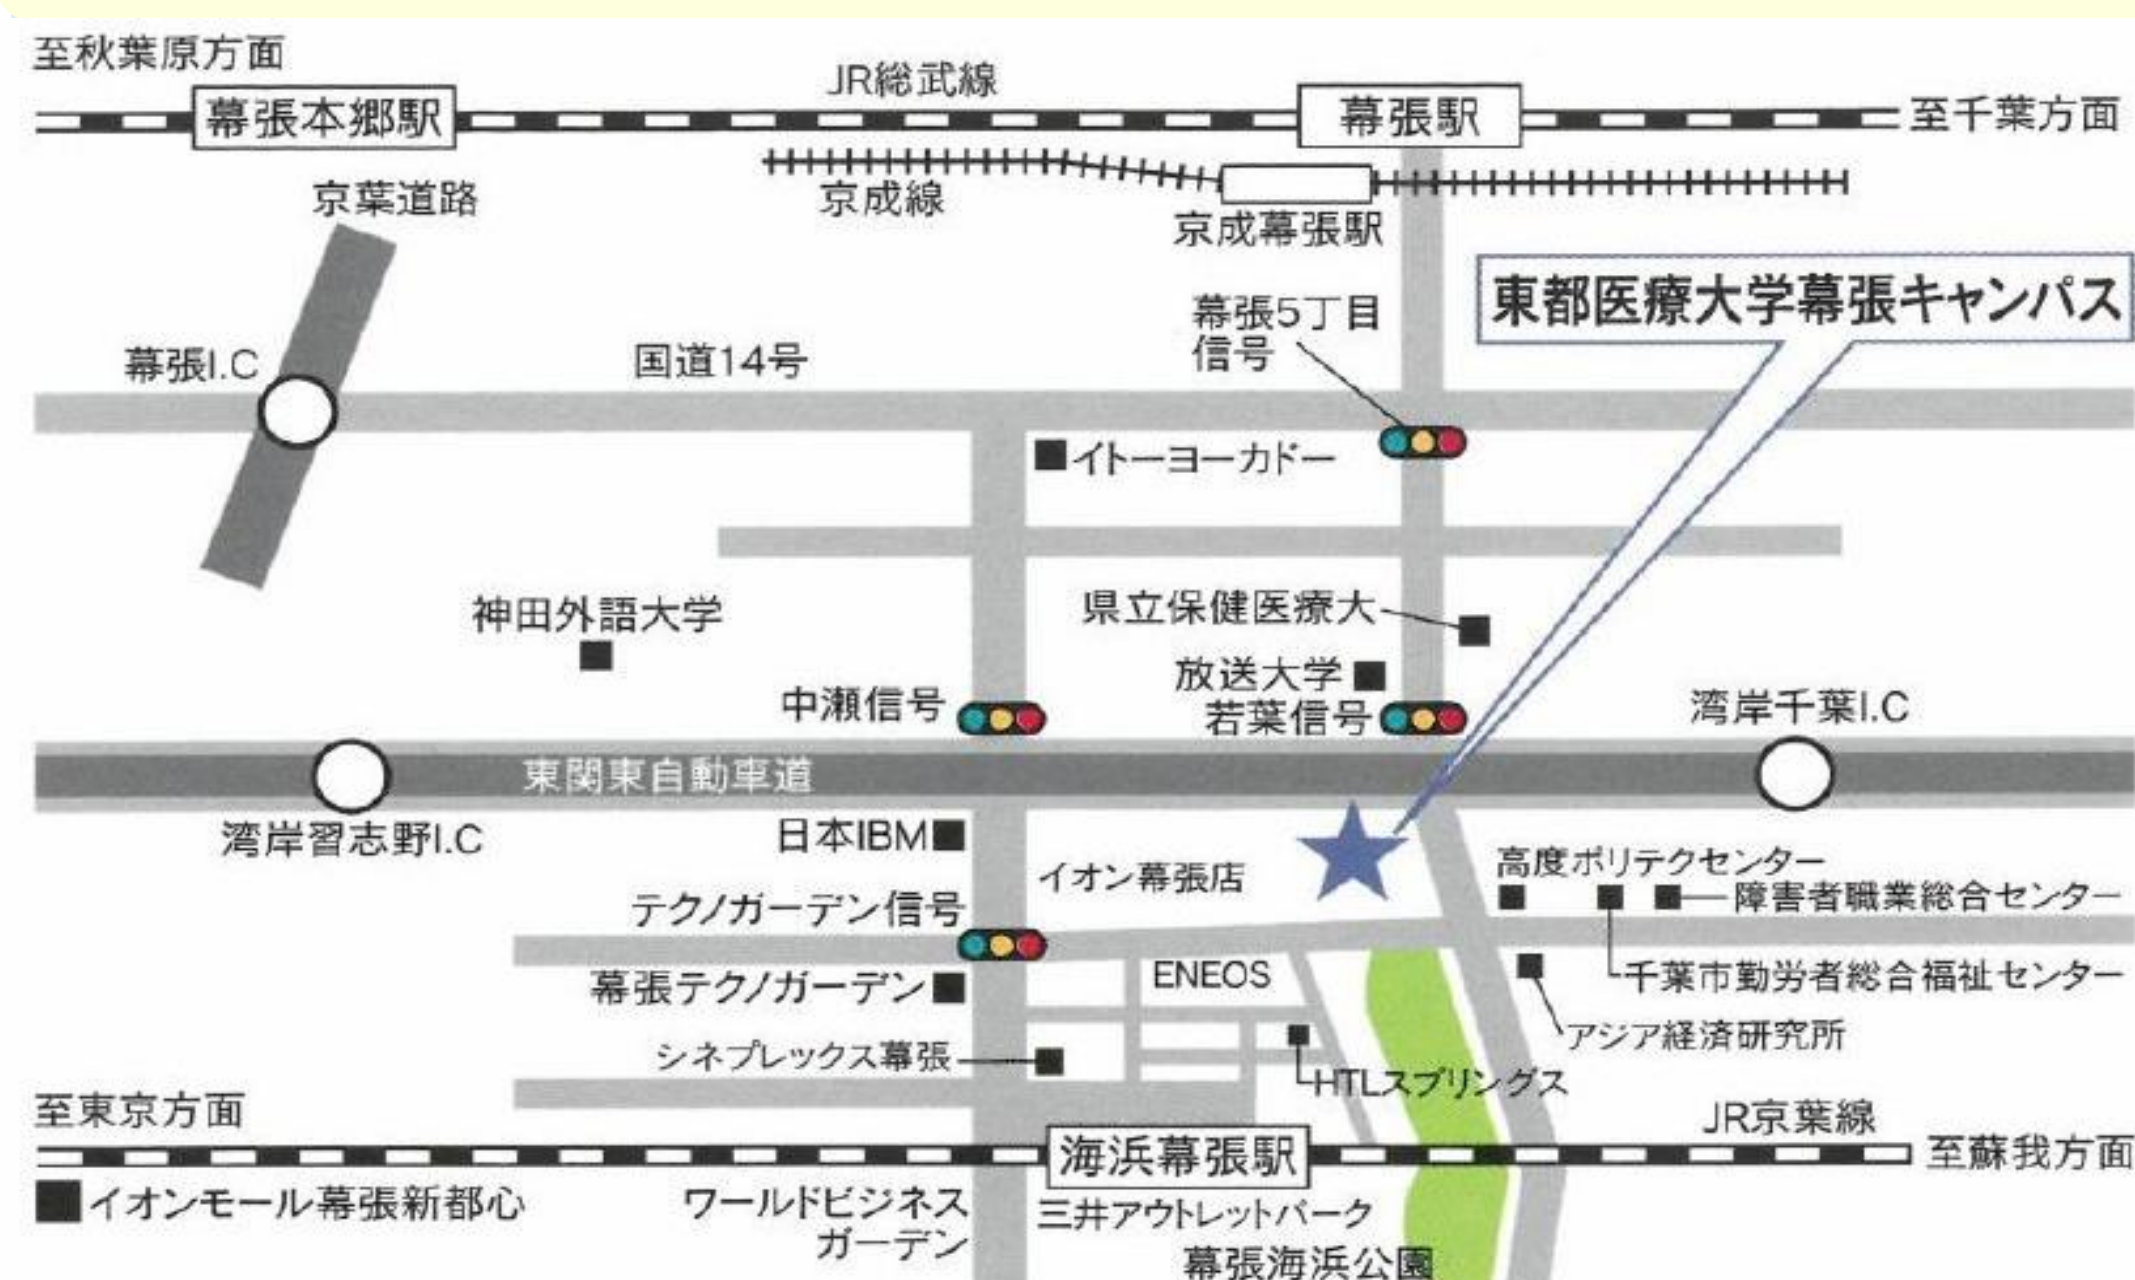 至秋葉原方面
JR総武線
幕張本郷駅
幕張駅
至千葉方面
京葉道路
京成線
京成幕張駅
東都医療大学幕張キャンパス
幕張5丁目
信号
幕張I.C
国道14号
イトーヨーカドー
神田外語大学
県立保健医療大
放送大学
中瀬信号
若葉信号
湾岸千葉I.C
東関東自動車道
湾岸習志野I.C
日本IBM
イオン幕張店
高度ポリテクセンター
障害者職業総合センター
テクノガーデン信号
ENEOS
千葉市勤労者総合福祉センター
幕張テクノガーデン
アジア経済研究所
シネプレックス幕張
HTLスプリングス
至東京方面
JR京葉線
海浜幕張駅
至蘇我方面
イオンモール幕張新都心
ワールドビジネス
ガーデン
三井アウトレットパーク
幕張海浜公園